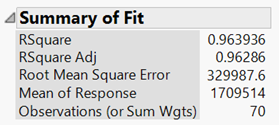 Summary of Fit
RSquare 0.963936
RSquare Adj 0.96286
Root Mean Square Error 329987.6
Mean of Response 1709514
Observations (or Sum Wgts) 70